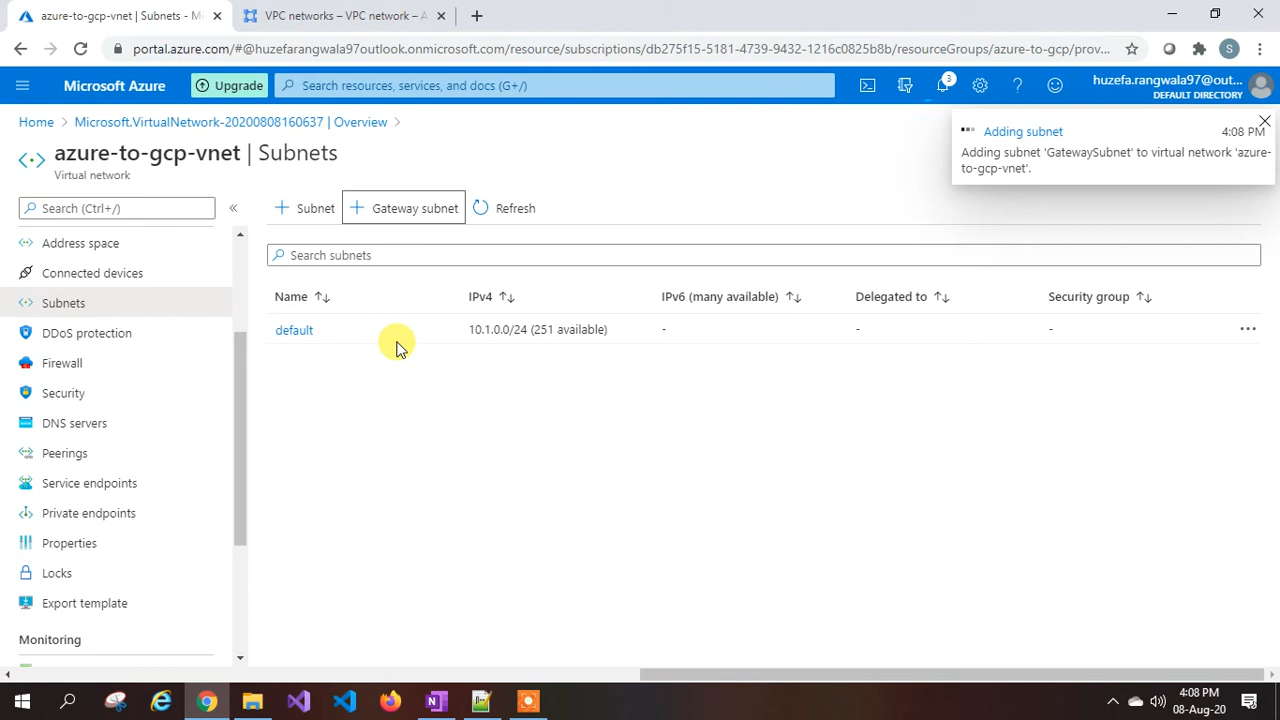 azure-to-gcp-vnet | Subnets - Mi
VPC networks – VPC network – A
portal.azure.com/#@huzefarangwala97outlook.onmicrosoft.com/resource/subscriptions/db275f15-5181-4739-9432-1216c0825b8b/resourceGroups/azure-to-gcp/prov...
S
Microsoft Azure
Upgrade
Search resources, services, and docs (G+/)
3
huzefa.rangwala97@out...
DEFAULT DIRECTORY
Home > Microsoft.VirtualNetwork-20200808160637 | Overview >
Adding subnet 4:08 PM
Adding subnet 'GatewaySubnet' to virtual network 'azure-
to-gcp-vnet'.
azure-to-gcp-vnet | Subnets
Virtual network
Search (Ctrl+/)
«
+ Subnet
+ Gateway subnet
Refresh
Search subnets
Name IPv4 IPv6 (many available) Delegated to Security group
default 10.1.0.0/24 (251 available) - - - ...
Address space
Connected devices
Subnets
DDoS protection
Firewall
Security
DNS servers
Peerings
Service endpoints
Private endpoints
Properties
Locks
Export template
Monitoring
4:08 PM
08-Aug-20